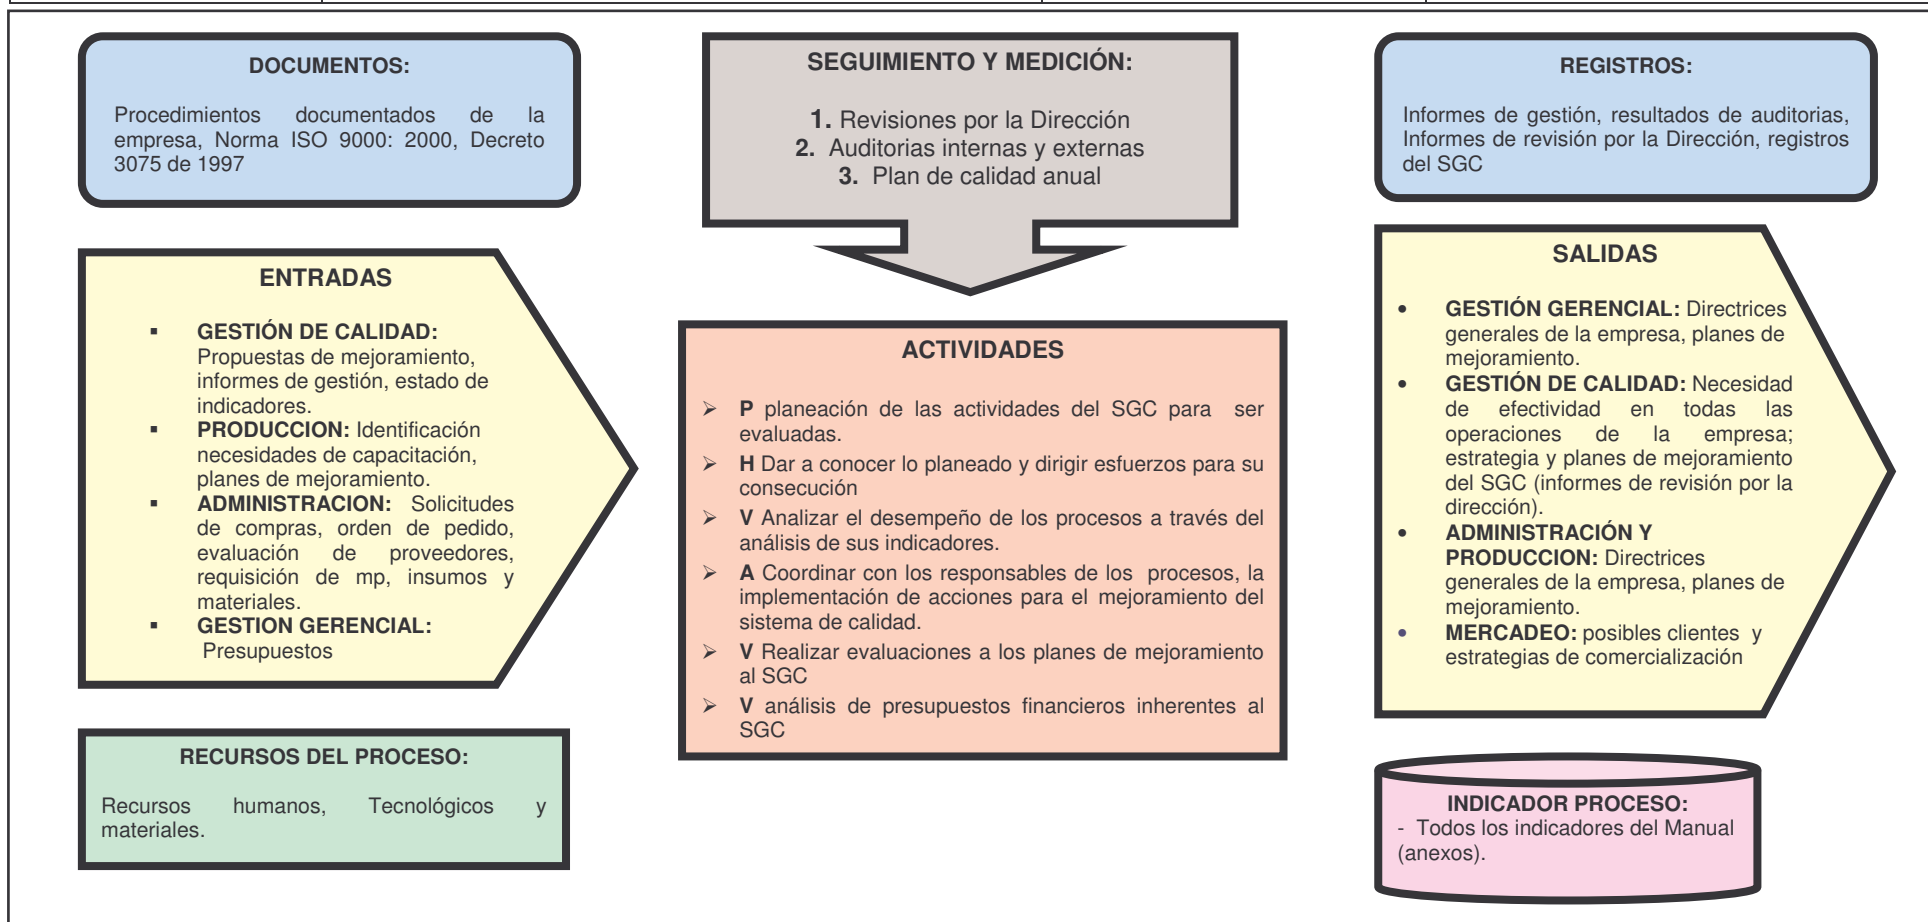 DOCUMENTOS:
Procedimientos documentados de la
empresa, Norma ISO 9000: 2000, Decreto
3075 de 1997
SEGUIMIENTO Y MEDICIÓN:
1. Revisiones por la Dirección
2. Auditorias internas y externas
3. Plan de calidad anual
REGISTROS:
Informes de gestión, resultados de auditorias,
Informes de revisión por la Dirección, registros
del SGC
ENTRADAS
▪ GESTIÓN DE CALIDAD:
Propuestas de mejoramiento,
informes de gestión, estado de
indicadores.
▪ PRODUCCION: Identificación
necesidades de capacitación,
planes de mejoramiento.
▪ ADMINISTRACION: Solicitudes
de compras, orden de pedido,
evaluación de proveedores,
requisición de mp, insumos y
materiales.
▪ GESTION GERENCIAL:
Presupuestos
ACTIVIDADES
➢ P planeación de las actividades del SGC para ser
evaluadas.
➢ H Dar a conocer lo planeado y dirigir esfuerzos para su
consecución
➢ V Analizar el desempeño de los procesos a través del
análisis de sus indicadores.
➢ A Coordinar con los responsables de los procesos, la
implementación de acciones para el mejoramiento del
sistema de calidad.
➢ V Realizar evaluaciones a los planes de mejoramiento
al SGC
➢ V análisis de presupuestos financieros inherentes al
SGC
SALIDAS
• GESTIÓN GERENCIAL: Directrices
generales de la empresa, planes de
mejoramiento.
• GESTIÓN DE CALIDAD: Necesidad
de efectividad en todas las
operaciones de la empresa;
estrategia y planes de mejoramiento
del SGC (informes de revisión por la
dirección).
• ADMINISTRACIÓN Y
PRODUCCION: Directrices
generales de la empresa, planes de
mejoramiento.
• MERCADEO: posibles clientes y
estrategias de comercialización
RECURSOS DEL PROCESO:
Recursos humanos, Tecnológicos y
materiales.
INDICADOR PROCESO:
- Todos los indicadores del Manual
(anexos).